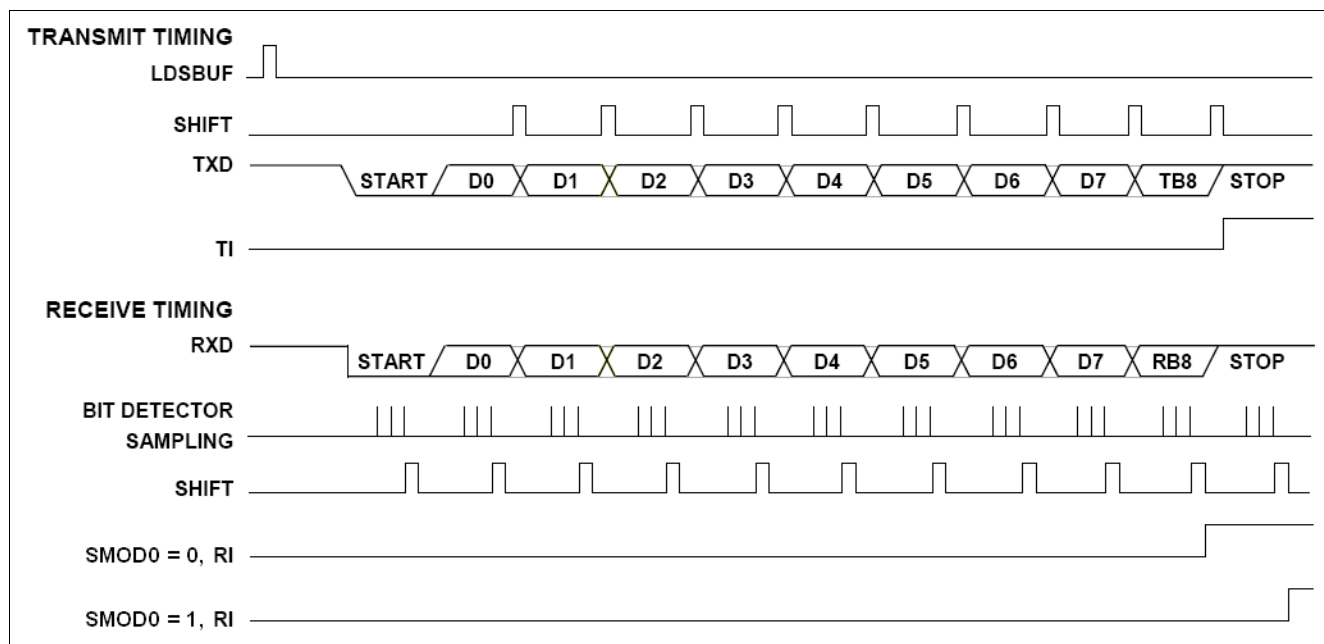 TRANSMIT TIMING
LDSBUF
SHIFT
TXD
START D0 D1 D2 D3 D4 D5 D6 D7 TB8 STOP
TI
RECEIVE TIMING
RXD
START D0 D1 D2 D3 D4 D5 D6 D7 RB8 STOP
BIT DETECTOR
SAMPLING
SHIFT
SMOD0 = 0, RI
SMOD0 = 1, RI